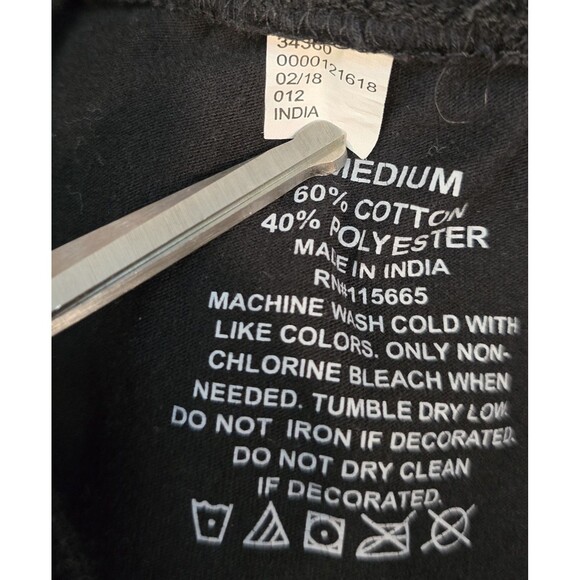 34366
0000121618
02/18
012
INDIA
MEDIUM
60% COTTON
40% POLYESTER
MADE IN INDIA
RN#115665
MACHINE WASH COLD WITH
LIKE COLORS. ONLY NON-
CHLORINE BLEACH WHEN
NEEDED. TUMBLE DRY LOW.
DO NOT IRON IF DECORATED.
DO NOT DRY CLEAN
IF DECORATED.